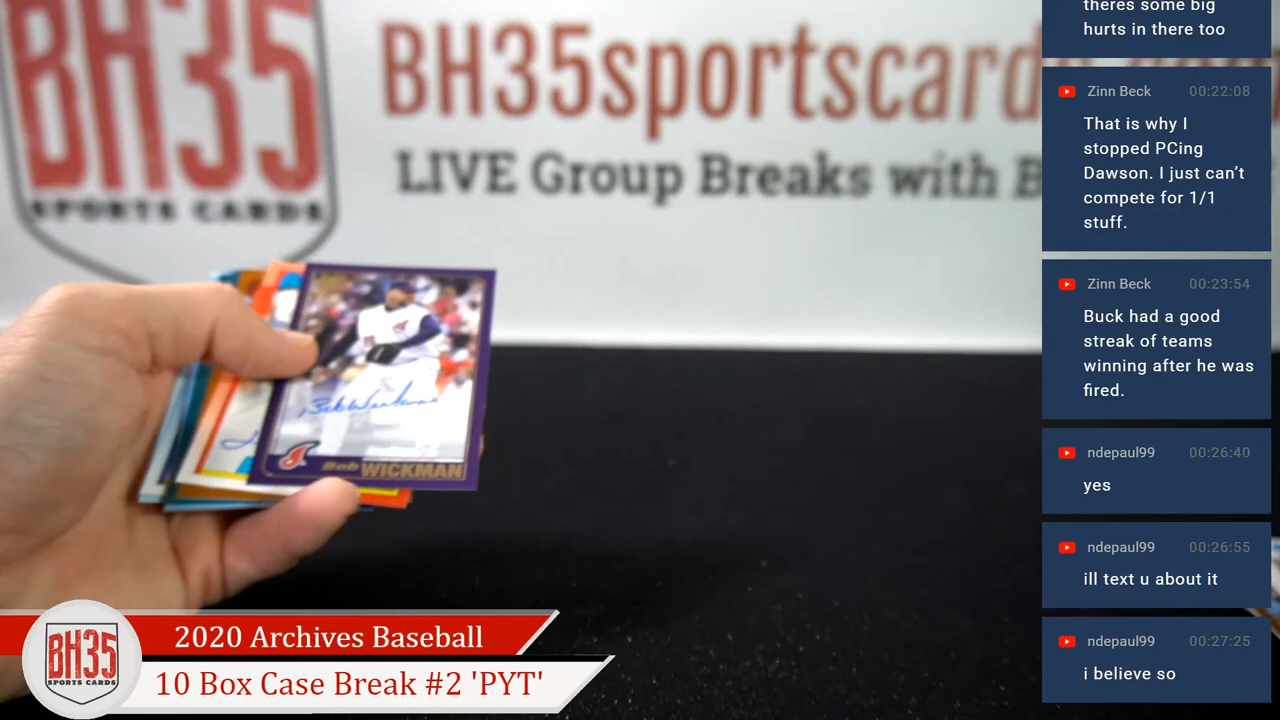 BH35
SPORTS CARDS
BH35sportscard
LIVE Group Breaks with B
theres some big
hurts in there too
Zinn Beck 00:22:08
That is why I
stopped PCing
Dawson. I just can't
compete for 1/1
stuff.
Zinn Beck 00:23:54
Buck had a good
streak of teams
winning after he was
fired.
ndepaul99 00:26:40
yes
ndepaul99 00:26:55
ill text u about it
ndepaul99 00:27:25
i believe so
Bob Wickman
Bob WICKMAN
2020 Archives Baseball
10 Box Case Break #2 'PYT'
BH35
SPORTS CARDS